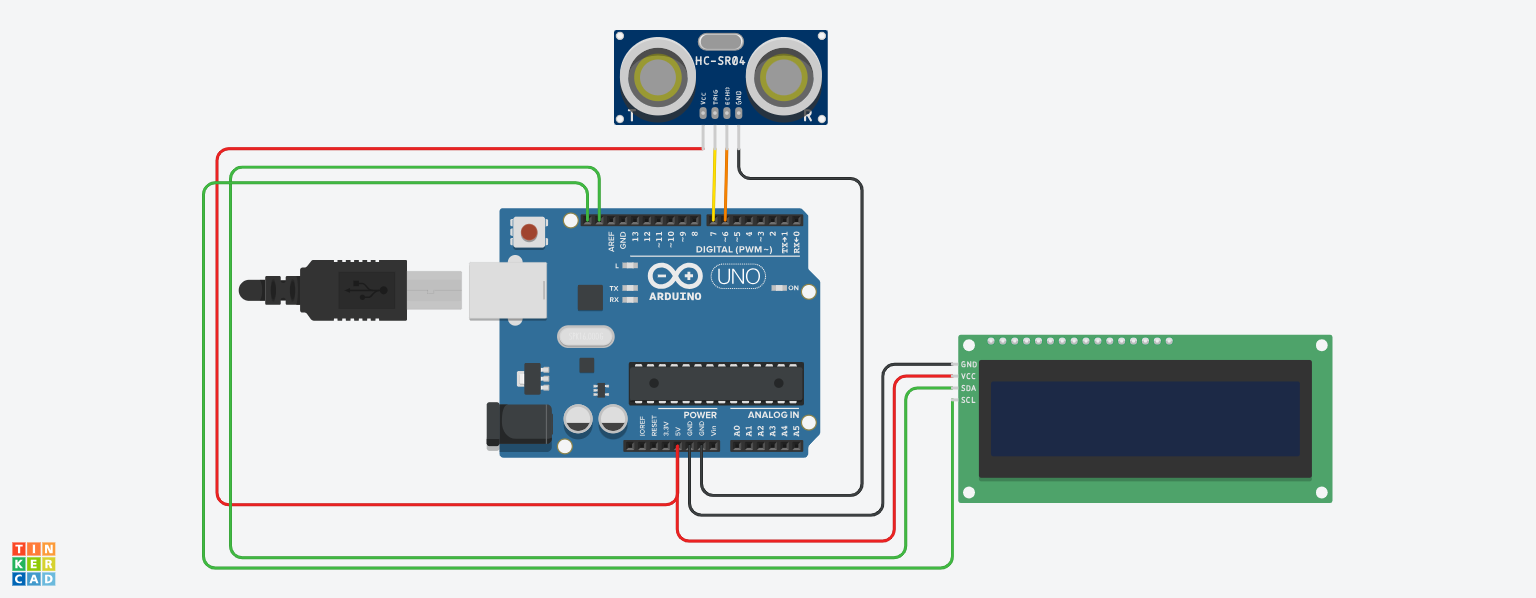 HC-SR04
VCC
TRIG
ECHO
GND
T
R
AREF
GND
13
12
~11
~10
~9
8
7
~6
~5
4
~3
2
TX→1
RX←0
DIGITAL (PWM~)
L
TX
RX
ARDUINO
UNO
ON
POWER
ANALOG IN
IOREF
RESET
3.3V
5V
GND
GND
Vin
A0
A1
A2
A3
A4
A5
GND
VCC
SDA
SCL
TIN
KER
CAD